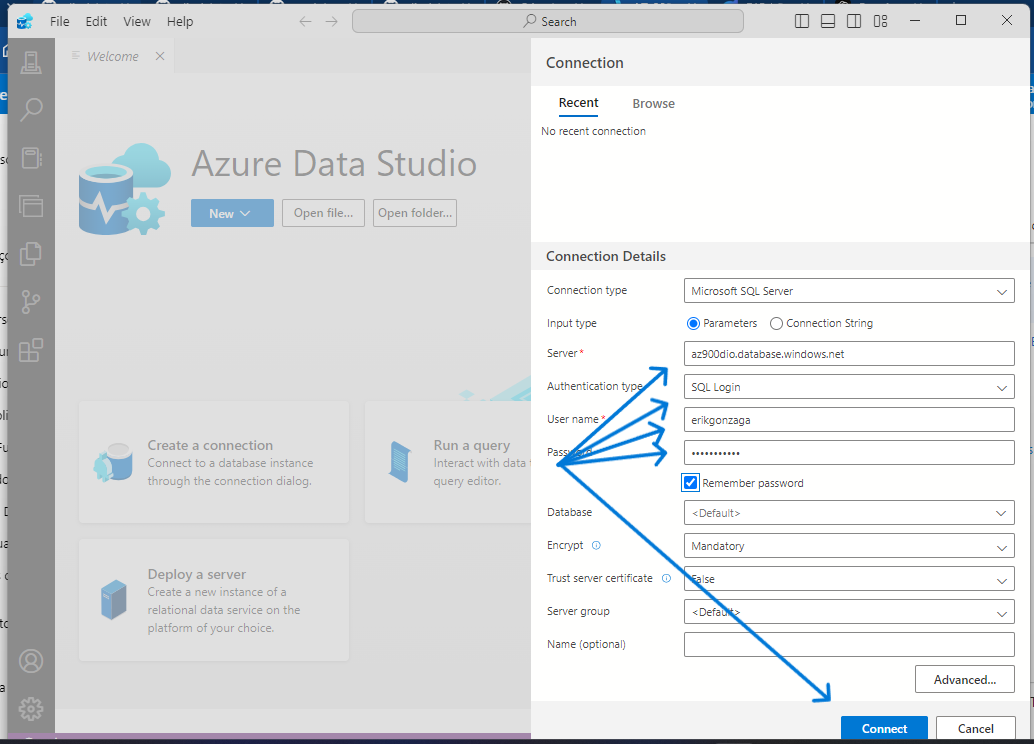 File Edit View Help
Search
Welcome
Azure Data Studio
New
Open file...
Open folder...
Create a connection
Connect to a database instance
through the connection dialog.
Run a query
Interact with data
query editor.
Deploy a server
Create a new instance of a
relational data service on the
platform of your choice.
Connection
Recent Browse
No recent connection
Connection Details
Connection type Microsoft SQL Server
Input type Parameters Connection String
Server* az900dio.database.windows.net
Authentication type SQL Login
User name* erikgonzaga
Password •••••••••••
Remember password
Database <Default>
Encrypt Mandatory
Trust server certificate False
Server group <Default>
Name (optional)
Advanced...
Connect Cancel